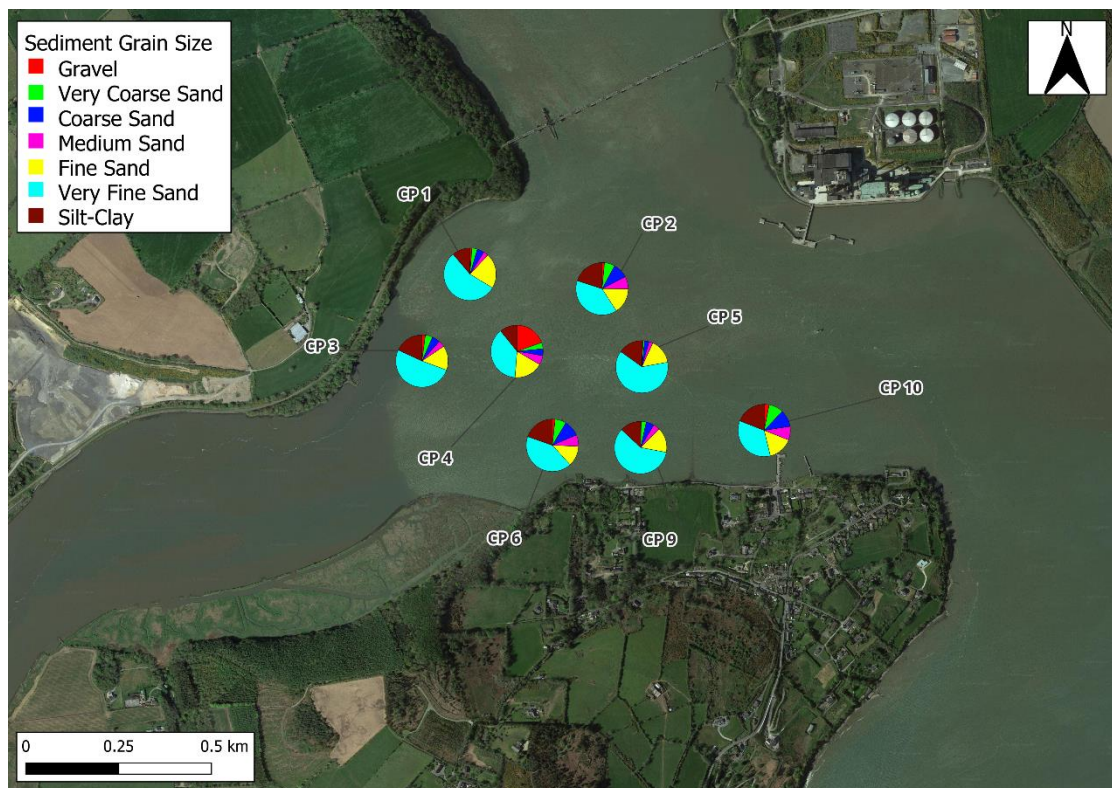 Sediment Grain Size
Gravel
Very Coarse Sand
Coarse Sand
Medium Sand
Fine Sand
Very Fine Sand
Silt-Clay
N
CP 1
CP 2
CP 5
CP 3
CP 10
CP 4
CP 6
CP 9
0 0.25 0.5 km